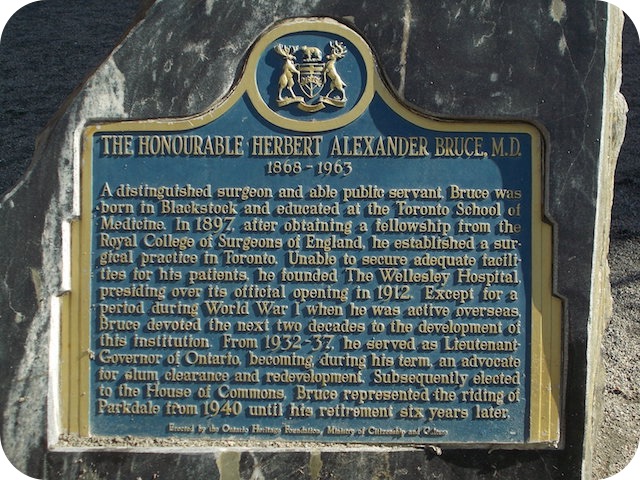 THE HONOURABLE HERBERT ALEXANDER BRUCE, M.D.
1868-1963
A distinguished surgeon and able public servant, Bruce was
born in Blackstock and educated at the Toronto School of
Medicine. In 1897, after obtaining a fellowship from the
Royal College of Surgeons of England, he established a sur-
gical practice in Toronto. Unable to secure adequate facili-
ties for his patients, he founded The Wellesley Hospital,
presiding over its official opening in 1912. Except for a
period during World War I when he was active overseas,
Bruce devoted the next two decades to the development of
this institution. From 1932-37, he served as Lieutenant-
Governor of Ontario, becoming, during his term, an advocate
for slum clearance and redevelopment. Subsequently elected
to the House of Commons, Bruce represented the riding of
Parkdale from 1940 until his retirement six years later.
Erected by the Ontario Heritage Foundation, Ministry of Citizenship and Culture